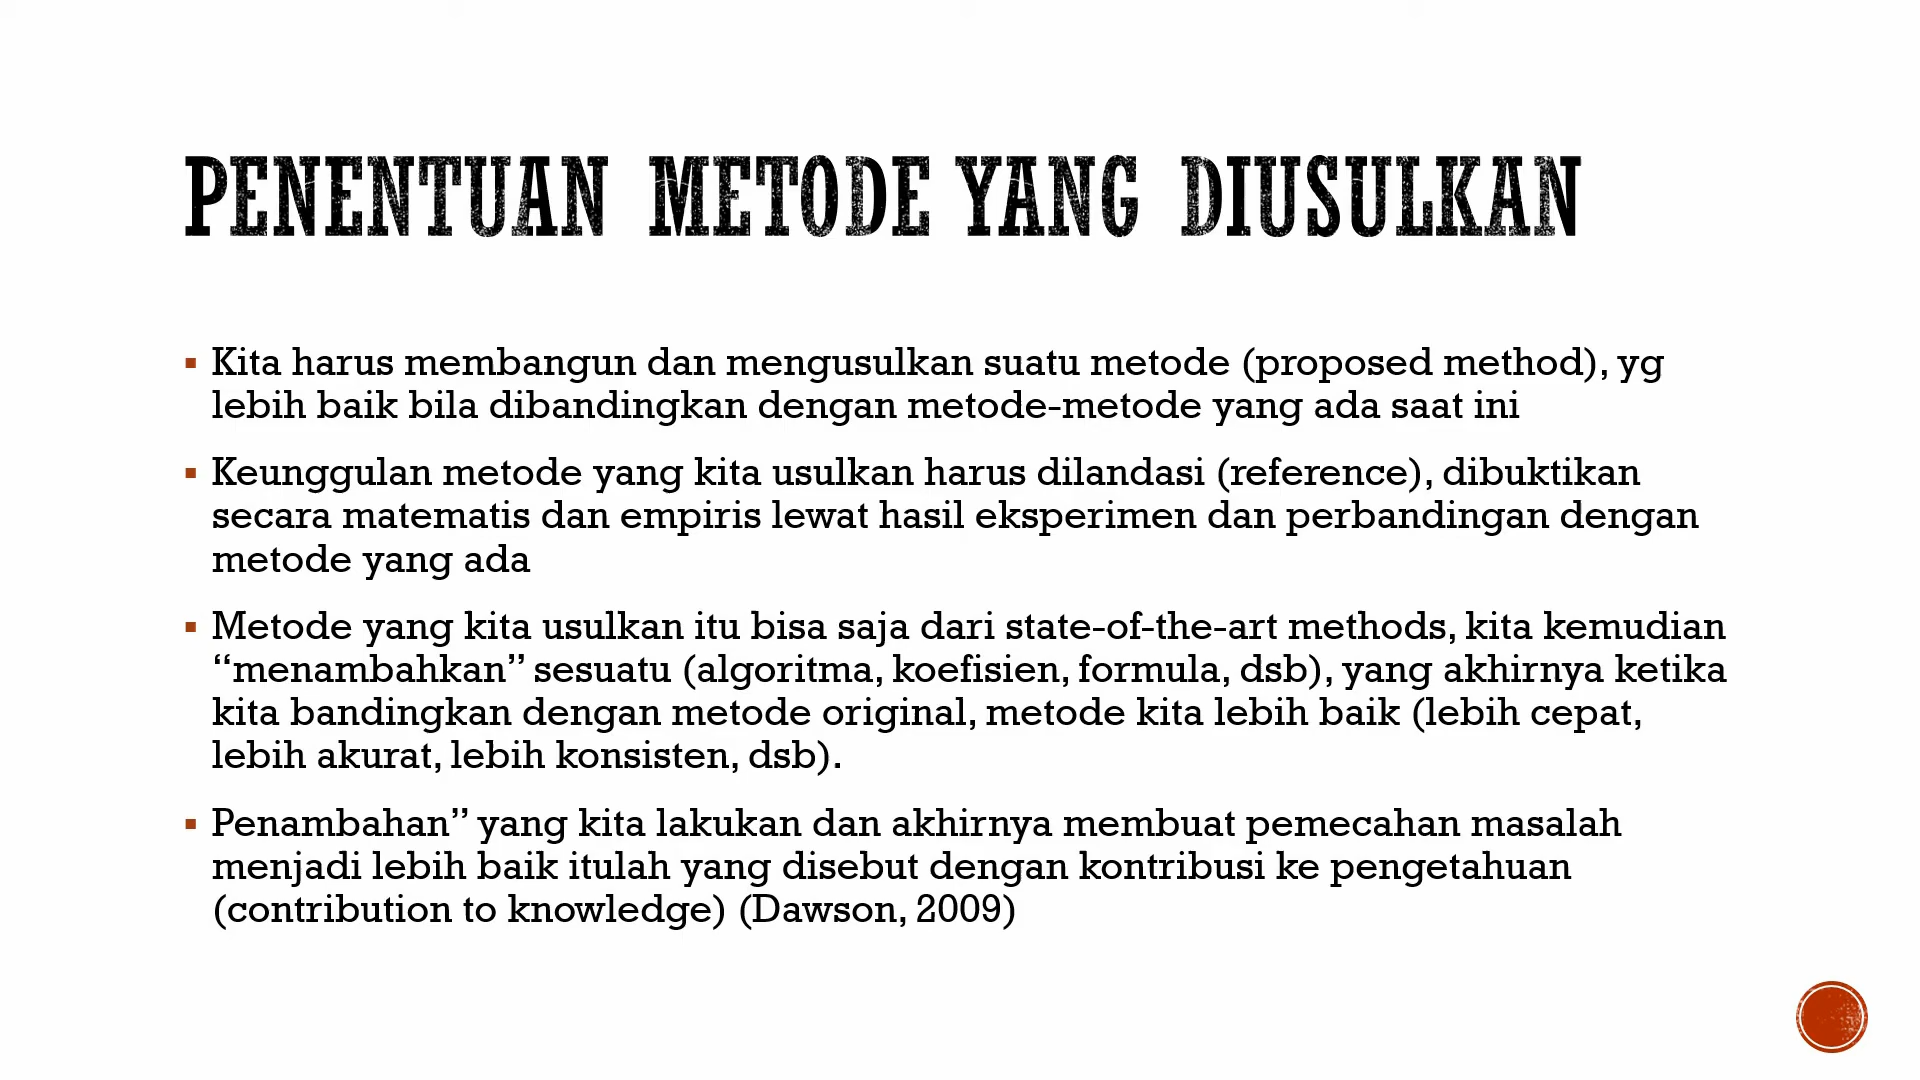 PENENTUAN METODE YANG DIUSULKAN
▪ Kita harus membangun dan mengusulkan suatu metode (proposed method), yg
lebih baik bila dibandingkan dengan metode-metode yang ada saat ini
▪ Keunggulan metode yang kita usulkan harus dilandasi (reference), dibuktikan
secara matematis dan empiris lewat hasil eksperimen dan perbandingan dengan
metode yang ada
▪ Metode yang kita usulkan itu bisa saja dari state-of-the-art methods, kita kemudian
“menambahkan” sesuatu (algoritma, koefisien, formula, dsb), yang akhirnya ketika
kita bandingkan dengan metode original, metode kita lebih baik (lebih cepat,
lebih akurat, lebih konsisten, dsb).
▪ Penambahan” yang kita lakukan dan akhirnya membuat pemecahan masalah
menjadi lebih baik itulah yang disebut dengan kontribusi ke pengetahuan
(contribution to knowledge) (Dawson, 2009)